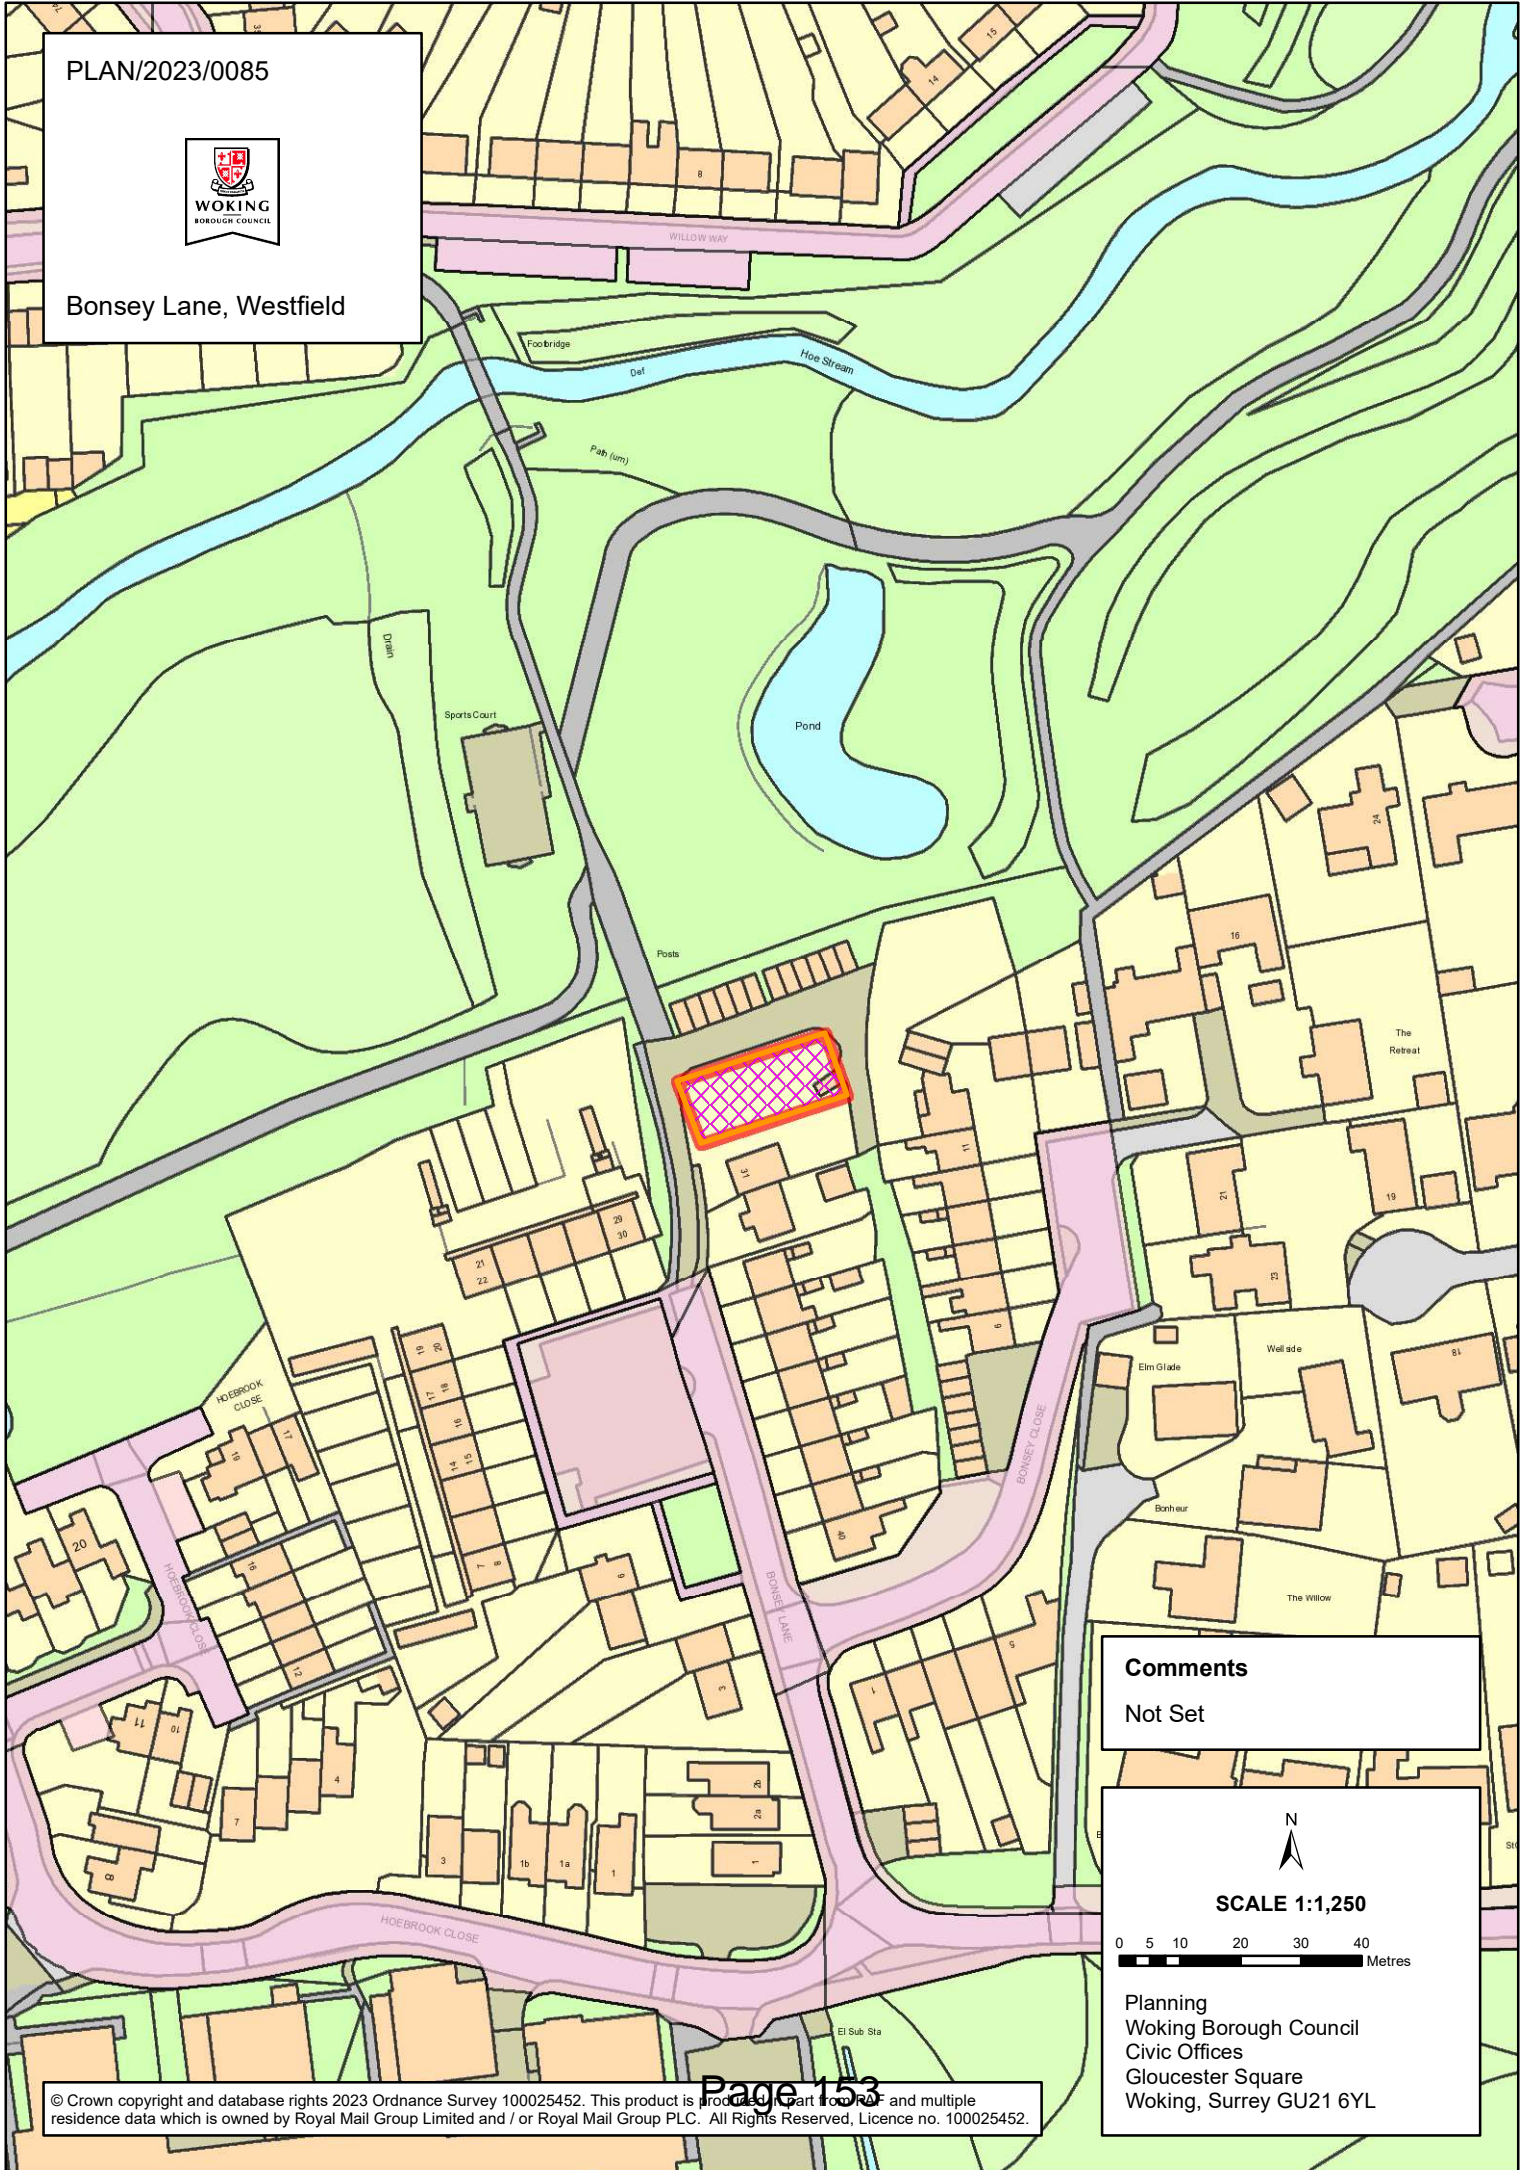 PLAN/2023/0085
WOKING
BOROUGH COUNCIL
Bonsey Lane, Westfield
15
14
8
WILLOW WAY
Footbridge
Def
Hoe Stream
Path (um)
Drain
Sports Court
Pond
Posts
24
16
The
Retreat
11
31
21
19
29
30
21
22
23
6
19
20
17
18
16
15
14
7
8
HOEBROOK
CLOSE
19
17
Elm Glade
Wellside
18
BONSEY CLOSE
Bonheur
40
20
16
HOEBROOK CLOSE
9
BONSEY LANE
The Willow
12
3
1
5
11
10
4
7
8
3
1b
1a
1
2b
2a
1
HOEBROOK CLOSE
El Sub Sta
Comments
Not Set
N
SCALE 1:1,250
0 5 10 20 30 40
Metres
Planning
Woking Borough Council
Civic Offices
Gloucester Square
Woking, Surrey GU21 6YL
Page 153
© Crown copyright and database rights 2023 Ordnance Survey 100025452. This product is produced in part from PAF and multiple
residence data which is owned by Royal Mail Group Limited and / or Royal Mail Group PLC. All Rights Reserved, Licence no. 100025452.